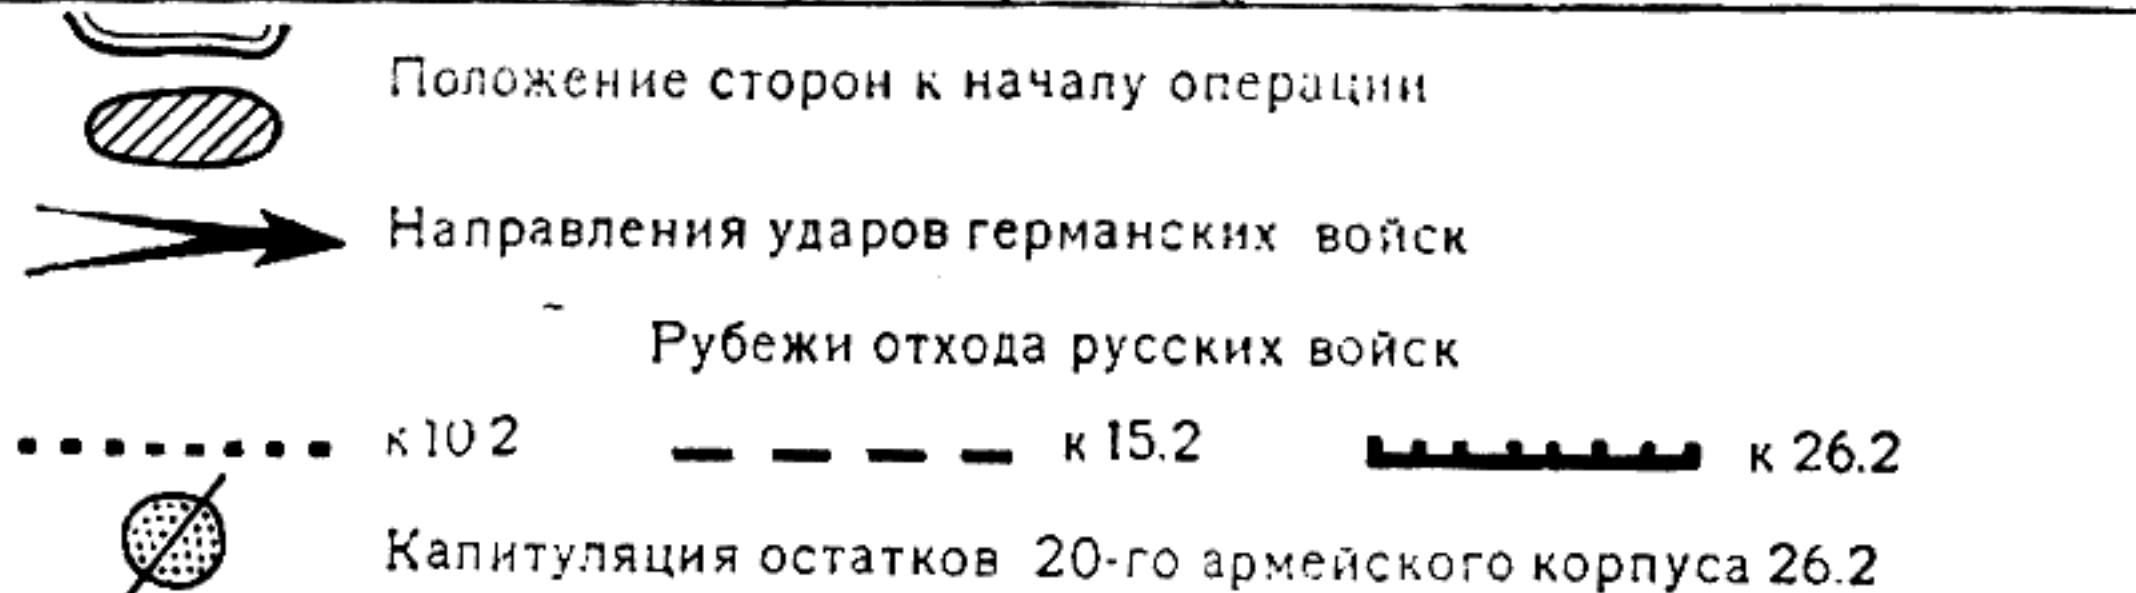 Положение сторон к началу операции
Направления ударов германских войск
Рубежи отхода русских войск
к 10 2 к 15.2 к 26.2
Капитуляция остатков 20-го армейского корпуса 26.2